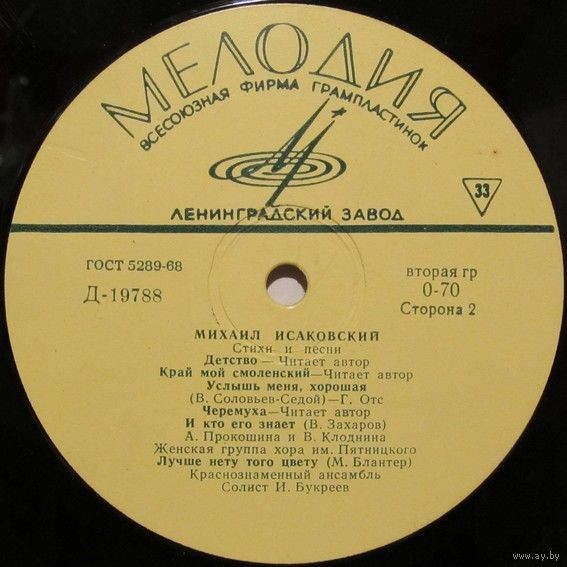 МЕЛОДИЯ
ВСЕСОЮЗНАЯ ФИРМА ГРАМПЛАСТИНОК
33
ЛЕНИНГРАДСКИЙ ЗАВОД
ГОСТ 5289-68
Д-19788
вторая гр
0-70
Сторона 2
МИХАИЛ ИСАКОВСКИЙ
Стихи и песни
Детство — Читает автор
Край мой смоленский—Читает автор
Услышь меня, хорошая
(В. Соловьев-Седой)—Г. Отс
Черемуха—Читает автор
И кто его знает (В. Захаров)
А. Прокошина и В. Клоднина
Женская группа хора им. Пятницкого
Лучше нету того цвету (М. Блантер)
Краснознаменный ансамбль
Солист И. Букреев
www.ay.by